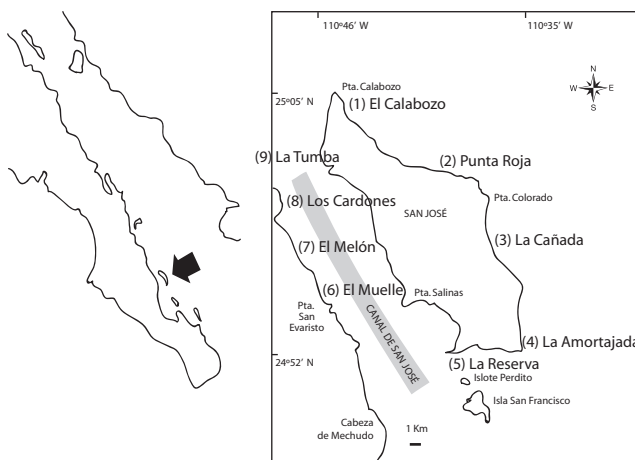 110º46' W
110º35' W
Pta. Calabozo
25º05' N
(1) El Calabozo
N
W
E
S
(9) La Tumba
(2) Punta Roja
(8) Los Cardones
SAN JOSÉ
Pta. Colorado
(7) El Melón
(3) La Cañada
(6) El Muelle
Pta. Salinas
Pta.
San
Evaristo
CANAL DE SAN JOSÉ
(4) La Amortajada
24º52' N
(5) La Reserva
Islote Perdito
Isla San Francisco
Cabeza
de Mechudo
1 Km